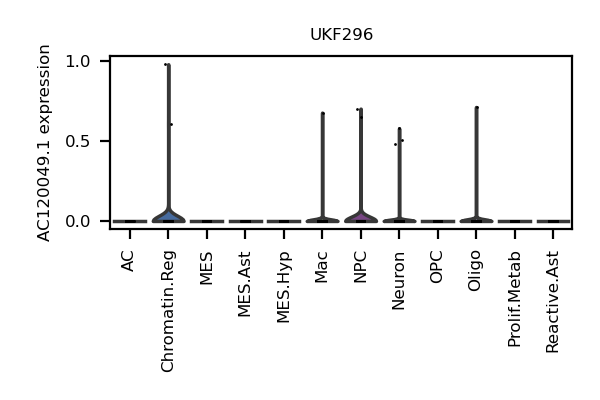 UKF296
AC120049.1 expression
1.0
0.5
0.0
AC
Chromatin.Reg
MES
MES.Ast
MES.Hyp
Mac
NPC
Neuron
OPC
Oligo
Prolif.Metab
Reactive.Ast